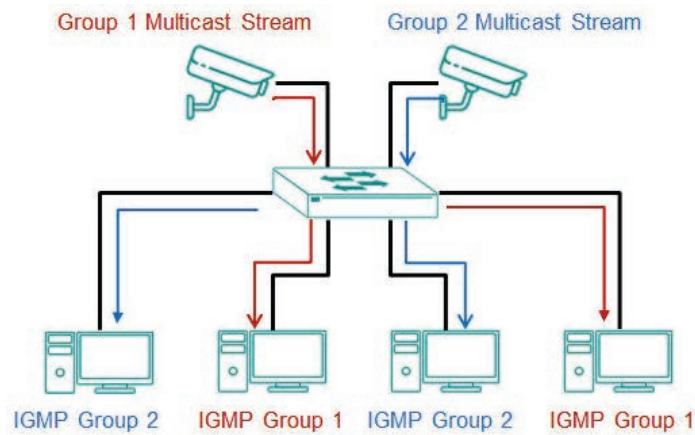 Group 1 Multicast Stream
Group 2 Multicast Stream
IGMP Group 2
IGMP Group 1
IGMP Group 2
IGMP Group 1